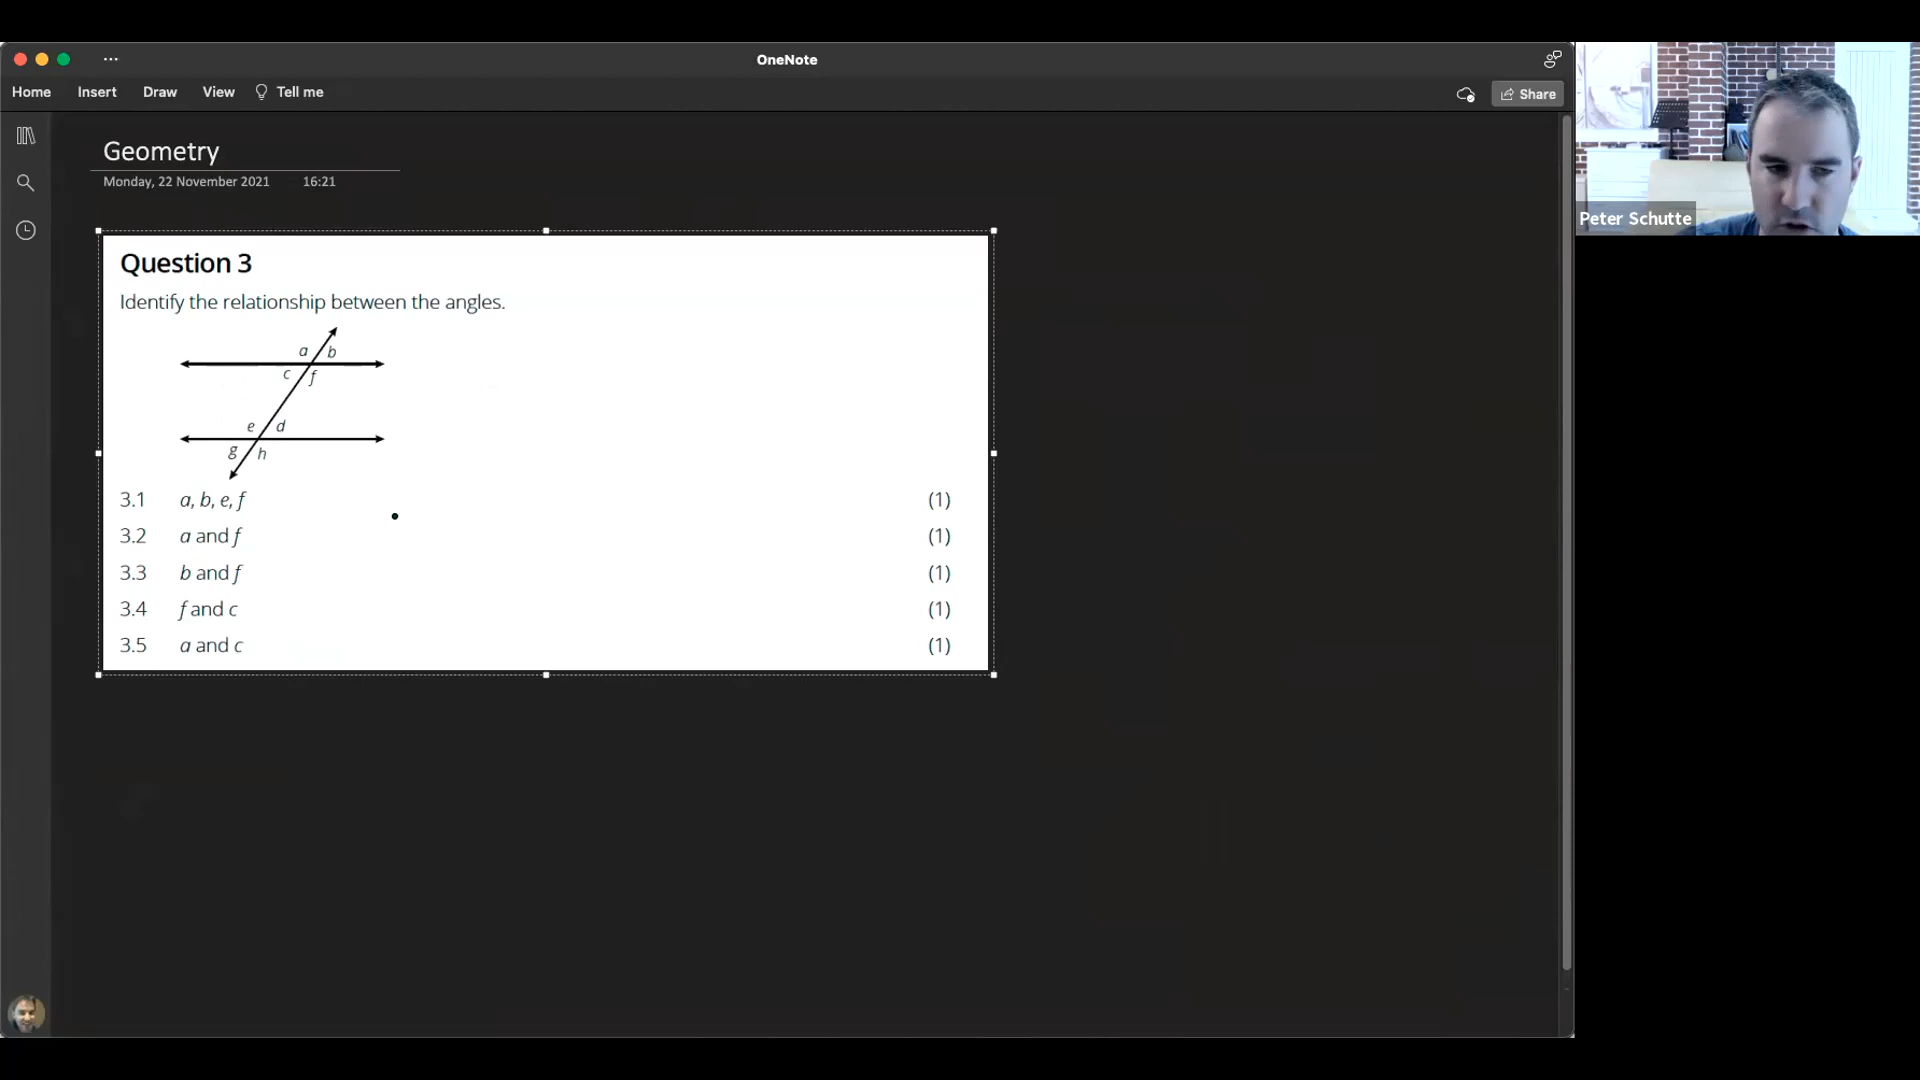 OneNote
Home Insert Draw View Tell me
Share
Geometry
Monday, 22 November 2021 16:21
Peter Schutte
Question 3
Identify the relationship between the angles.
a b
c f
e d
g h
3.1 a, b, e, f (1)
3.2 a and f (1)
3.3 b and f (1)
3.4 f and c (1)
3.5 a and c (1)